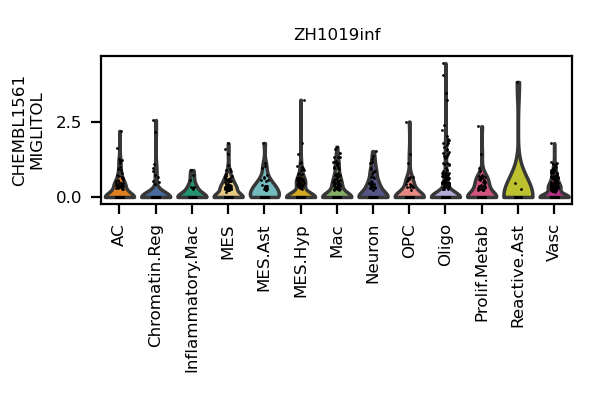 ZH1019inf
CHEMBL1561
MIGLITOL
2.5
0.0
AC
Chromatin.Reg
Inflammatory.Mac
MES
MES.Ast
MES.Hyp
Mac
Neuron
OPC
Oligo
Prolif.Metab
Reactive.Ast
Vasc